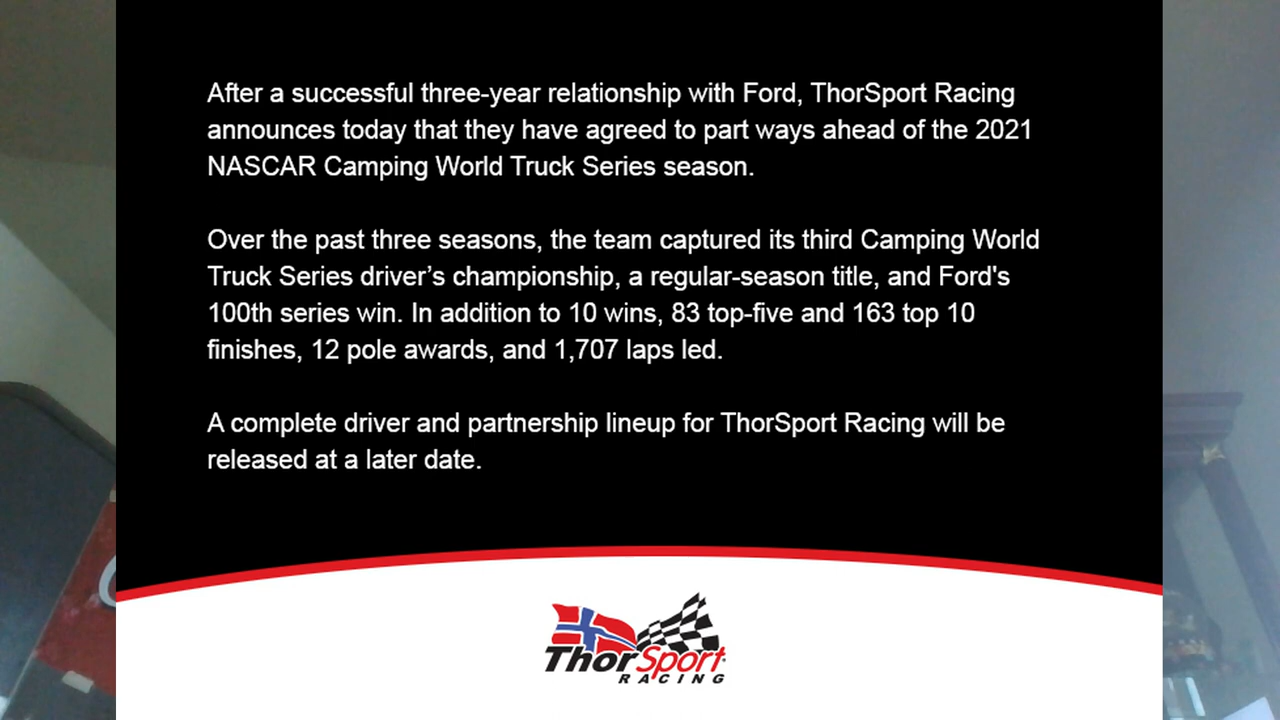 After a successful three-year relationship with Ford, ThorSport Racing
announces today that they have agreed to part ways ahead of the 2021
NASCAR Camping World Truck Series season.
Over the past three seasons, the team captured its third Camping World
Truck Series driver’s championship, a regular-season title, and Ford's
100th series win. In addition to 10 wins, 83 top-five and 163 top 10
finishes, 12 pole awards, and 1,707 laps led.
A complete driver and partnership lineup for ThorSport Racing will be
released at a later date.
ThorSport
RACING